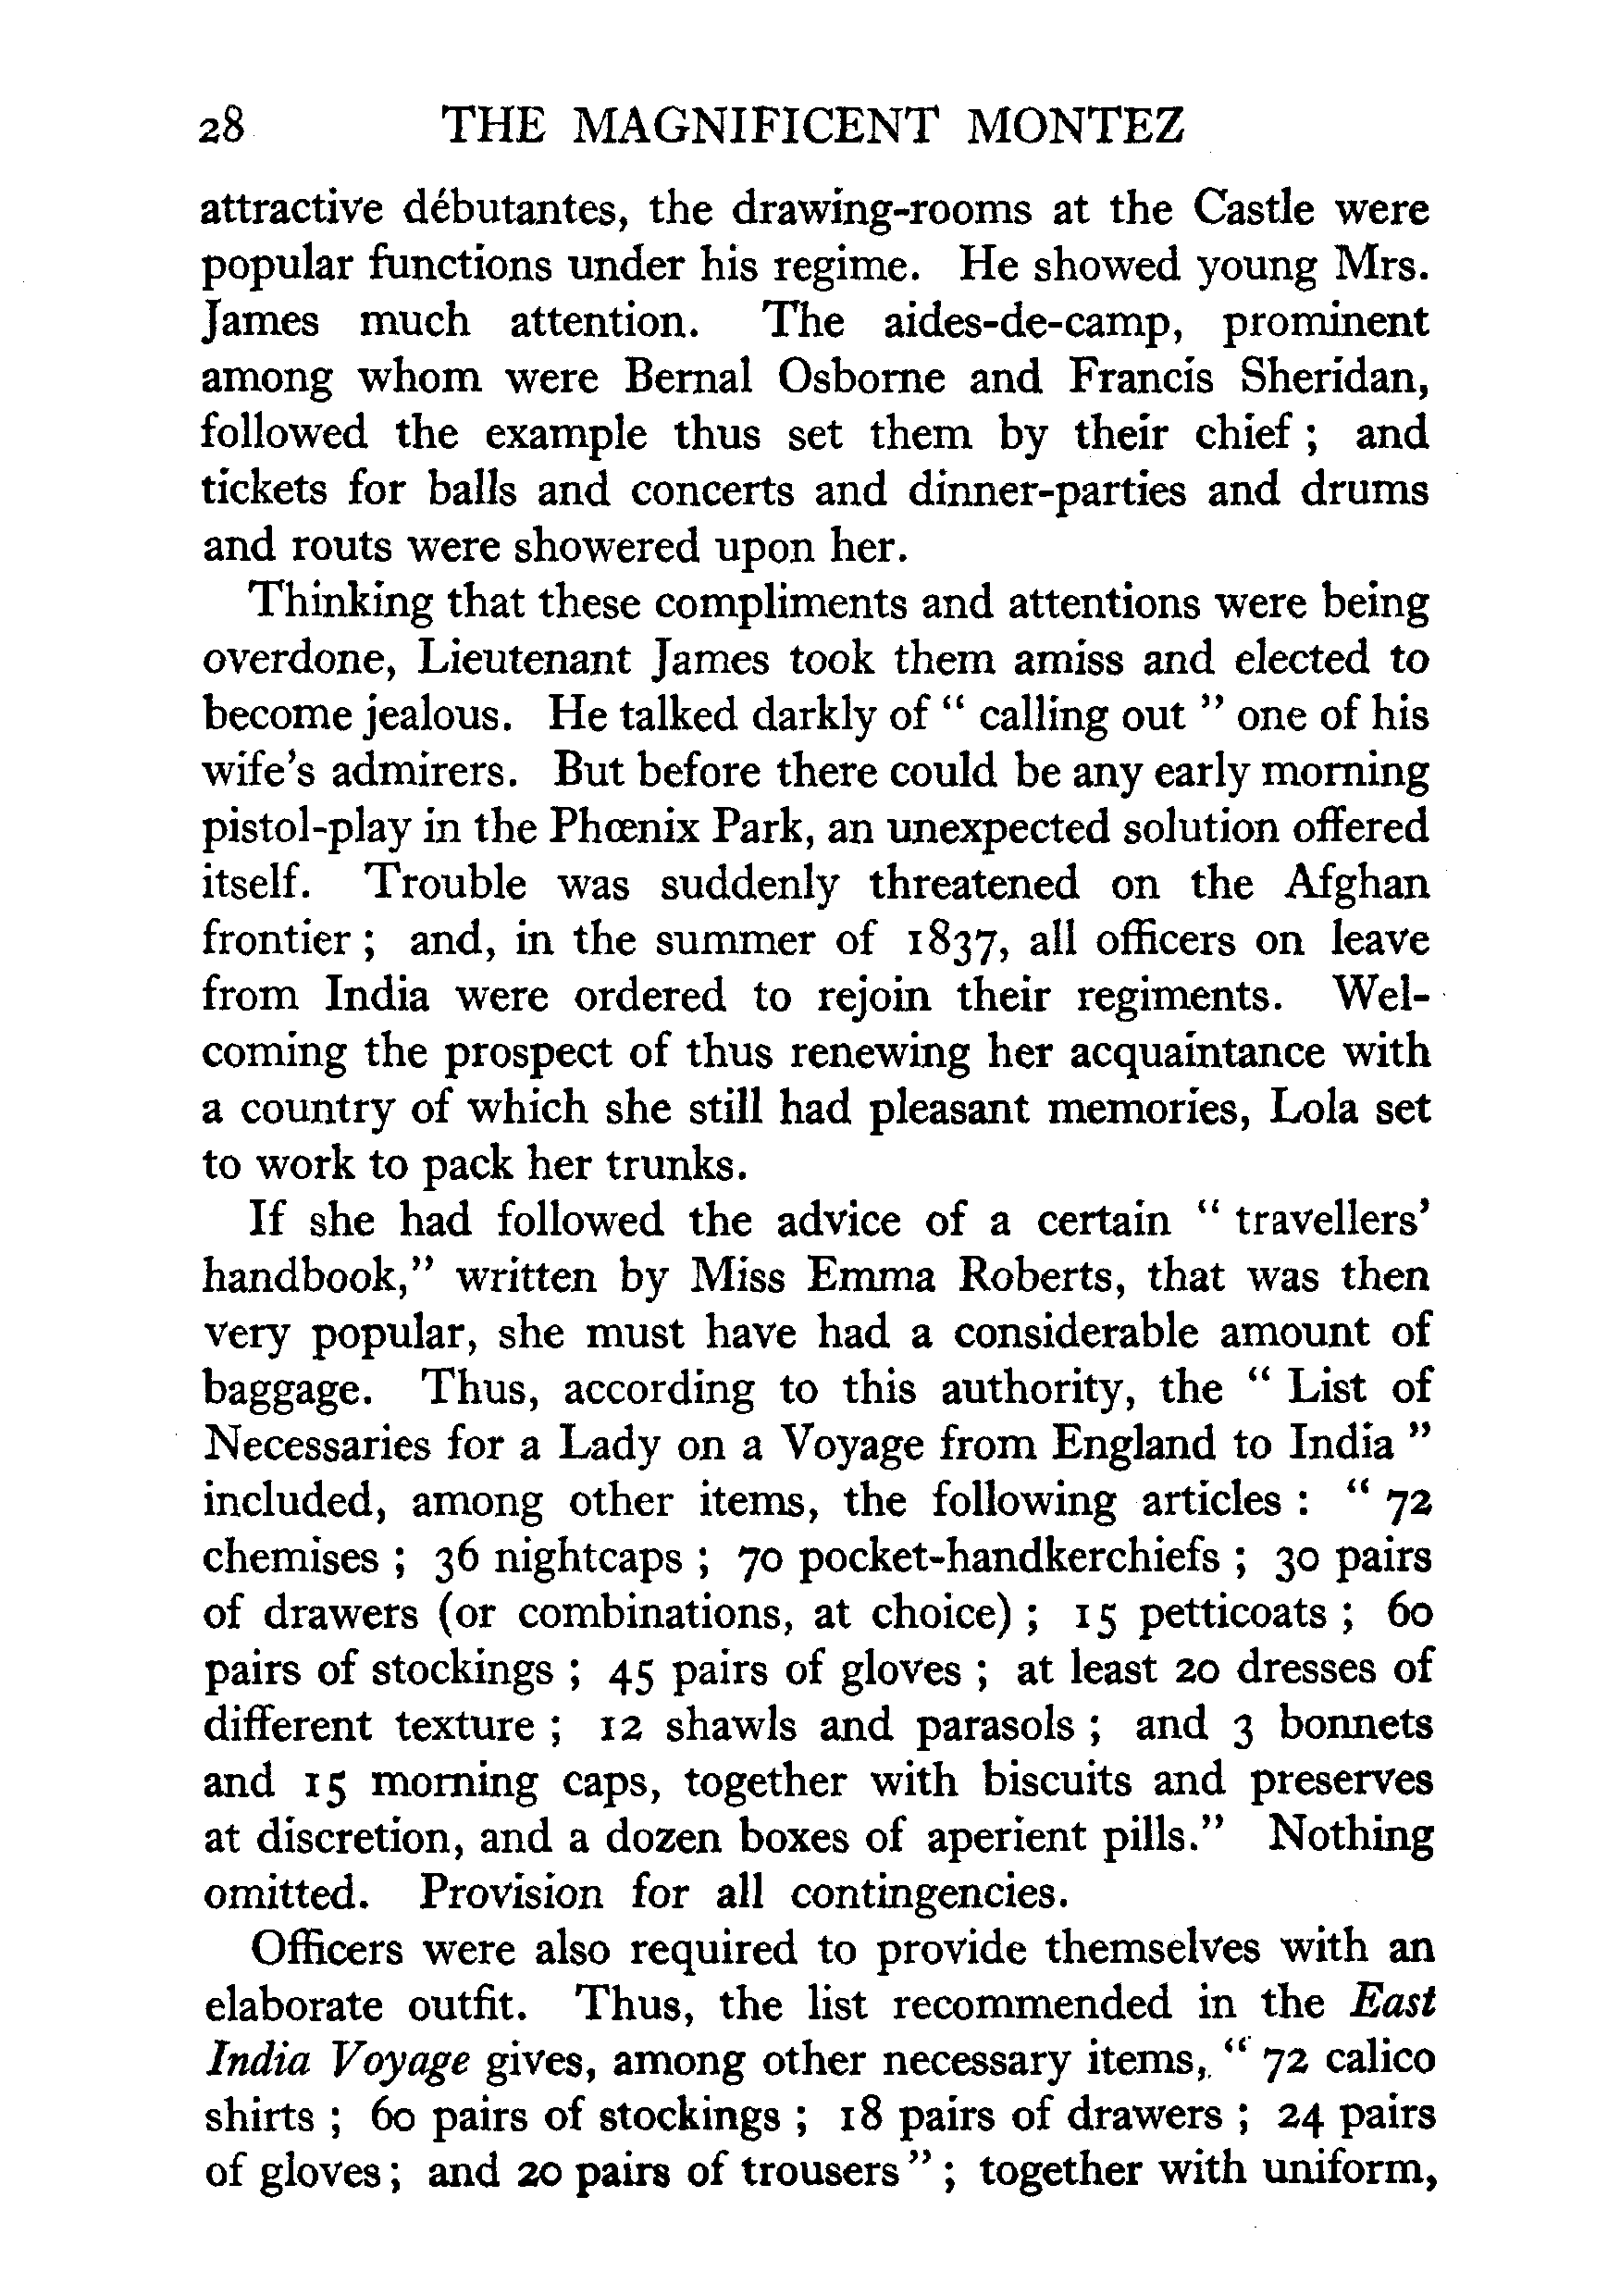 28 THE MAGNIFICENT MONTEZ
attractive débutantes, the drawing-rooms at the Castle were
popular functions under his regime. He showed young Mrs.
James much attention. The aides-de-camp, prominent
among whom were Bernal Osborne and Francis Sheridan,
followed the example thus set them by their chief ; and
tickets for balls and concerts and dinner-parties and drums
and routs were showered upon her.
Thinking that these compliments and attentions were being
overdone, Lieutenant James took them amiss and elected to
become jealous. He talked darkly of " calling out " one of his
wife's admirers. But before there could be any early morning
pistol-play in the Phœnix Park, an unexpected solution offered
itself. Trouble was suddenly threatened on the Afghan
frontier ; and, in the summer of 1837, all officers on leave
from India were ordered to rejoin their regiments. Wel-
coming the prospect of thus renewing her acquaintance with
a country of which she still had pleasant memories, Lola set
to work to pack her trunks.
If she had followed the advice of a certain " travellers'
handbook," written by Miss Emma Roberts, that was then
very popular, she must have had a considerable amount of
baggage. Thus, according to this authority, the " List of
Necessaries for a Lady on a Voyage from England to India "
included, among other items, the following articles : " 72
chemises ; 36 nightcaps ; 70 pocket-handkerchiefs ; 30 pairs
of drawers (or combinations, at choice) ; 15 petticoats ; 60
pairs of stockings ; 45 pairs of gloves ; at least 20 dresses of
different texture ; 12 shawls and parasols ; and 3 bonnets
and 15 morning caps, together with biscuits and preserves
at discretion, and a dozen boxes of aperient pills." Nothing
omitted. Provision for all contingencies.
Officers were also required to provide themselves with an
elaborate outfit. Thus, the list recommended in the East
India Voyage gives, among other necessary items, " 72 calico
shirts ; 60 pairs of stockings ; 18 pairs of drawers ; 24 pairs
of gloves ; and 20 pairs of trousers " ; together with uniform,